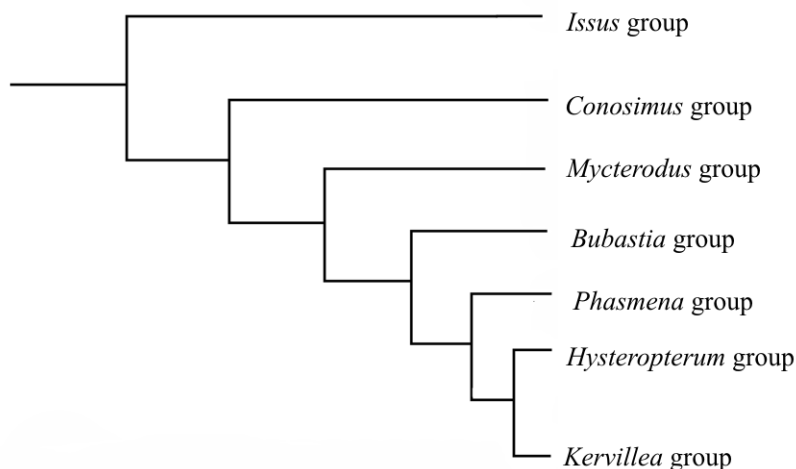 Issus group
Conosimus group
Mycterodus group
Bubastia group
Phasmena group
Hysteropterum group
Kervillea group